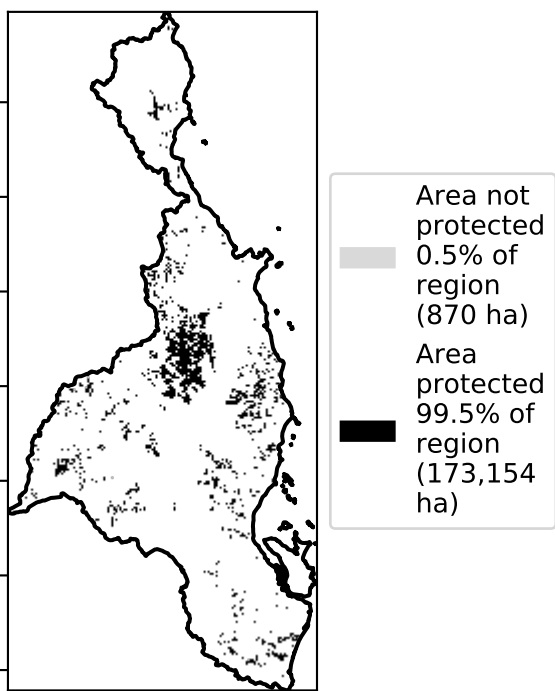 Area not
protected
0.5% of
region
(870 ha)
Area
protected
99.5% of
region
(173,154
ha)